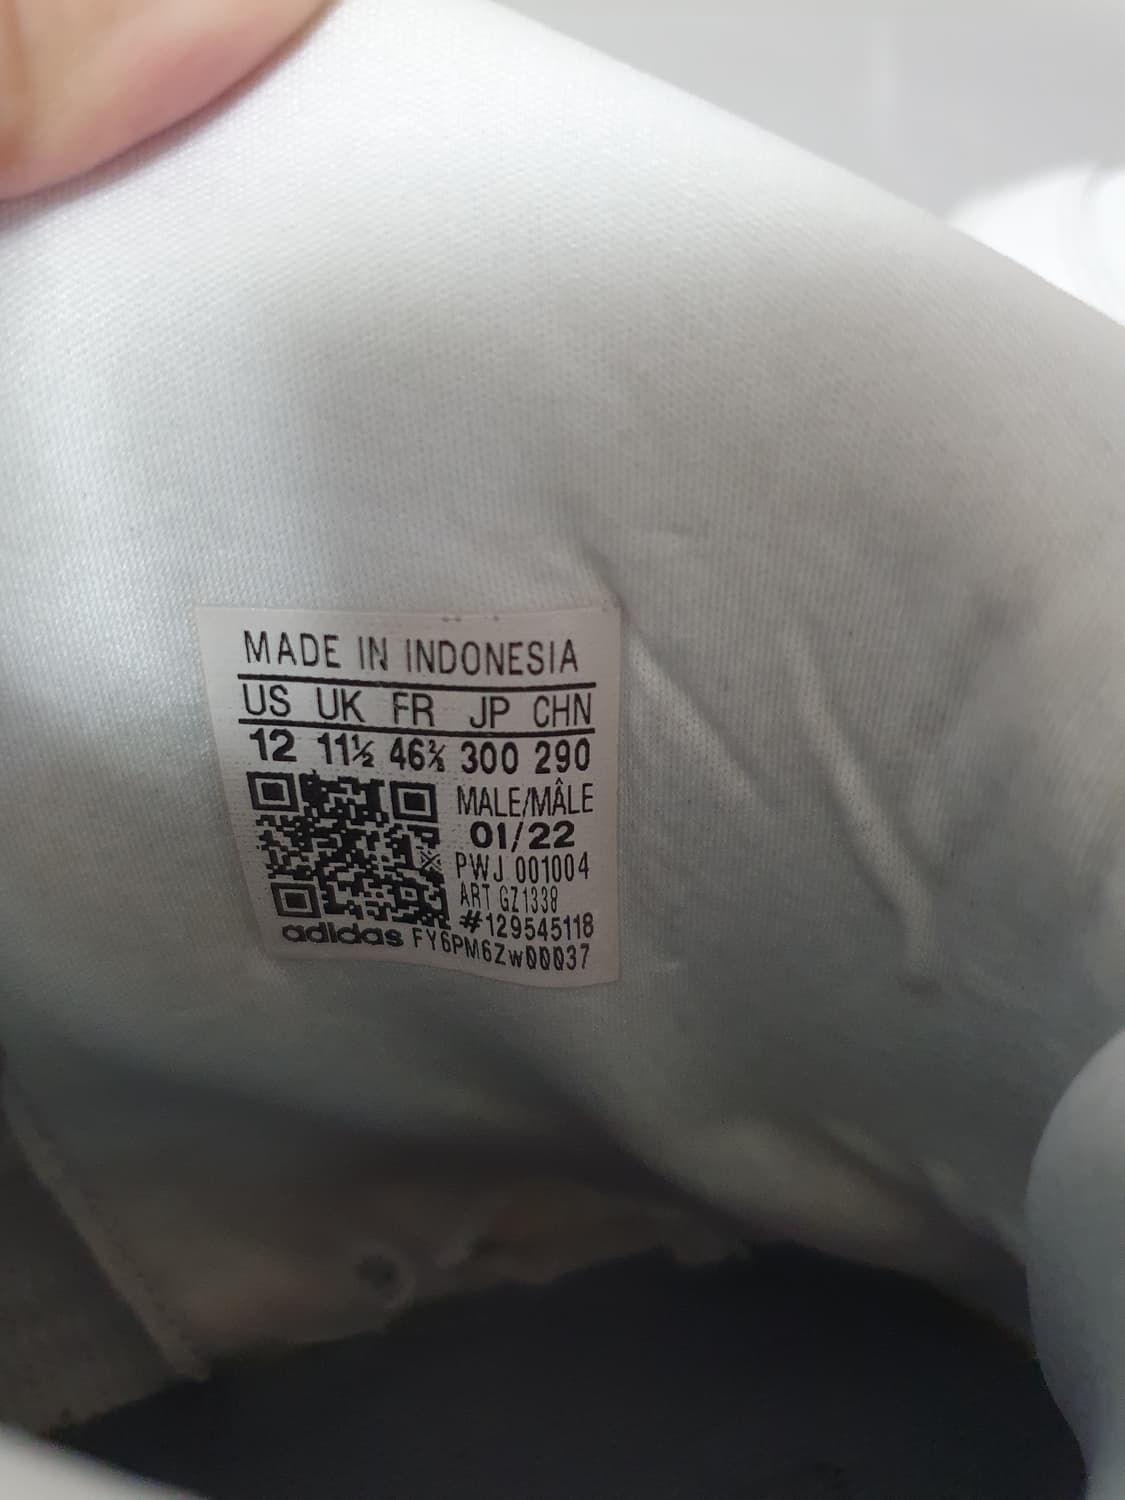 MADE IN INDONESIA
US UK FR JP CHN
12 11½ 46⅔ 300 290
MALE/MÂLE
01/22
PWJ 001004
ART GZ1338
#129545118
adidas FY6PM6Zw00037